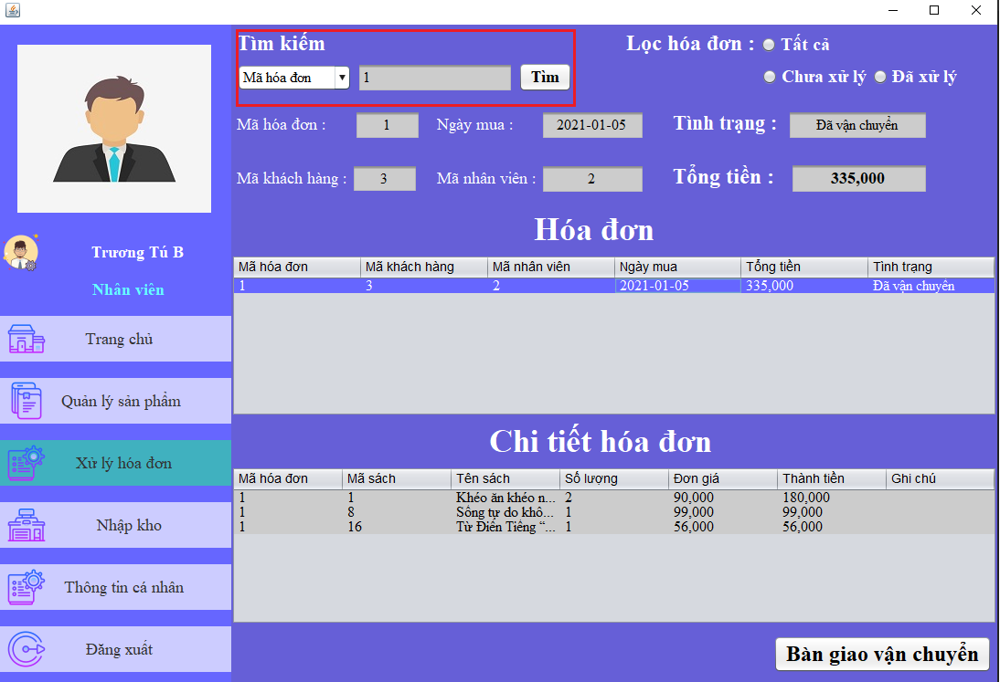 Tìm kiếm
Lọc hóa đơn : Tất cả
Mã hóa đơn 1 Tìm
Chưa xử lý Đã xử lý
Mã hóa đơn : 1 Ngày mua : 2021-01-05 Tình trạng : Đã vận chuyển
Mã khách hàng : 3 Mã nhân viên : 2 Tổng tiền : 335,000
Trương Tú B
Nhân viên
Trang chủ
Quản lý sản phẩm
Xử lý hóa đơn
Nhập kho
Thông tin cá nhân
Đăng xuất
Hóa đơn
Mã hóa đơn Mã khách hàng Mã nhân viên Ngày mua Tổng tiền Tình trạng
1 3 2 2021-01-05 335,000 Đã vận chuyển
Chi tiết hóa đơn
Mã hóa đơn Mã sách Tên sách Số lượng Đơn giá Thành tiền Ghi chú
1 1 Khéo ăn khéo n... 2 90,000 180,000
1 8 Sống tự do khô... 1 99,000 99,000
1 16 Từ Điển Tiếng “... 1 56,000 56,000
Bàn giao vận chuyển